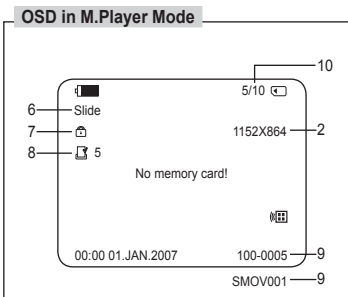 OSD in M.Player Mode
10
5/10
6 Slide
7 1152X864 2
8 5
No memory card!
00:00 01.JAN.2007 100-0005 9
SMOV001 9